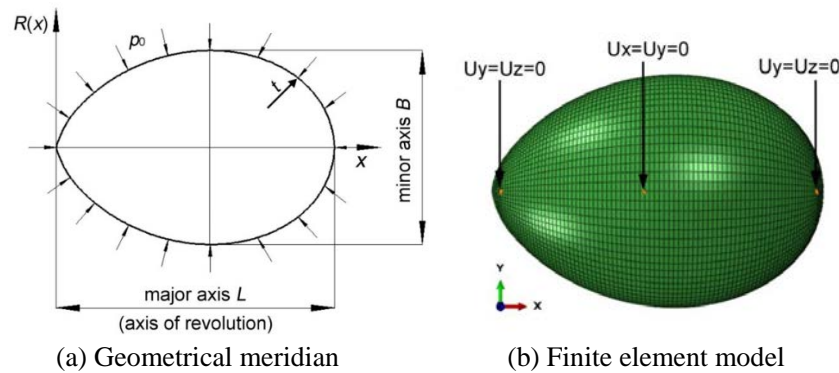 R(x)
p₀
t
x
minor axis B
major axis L
(axis of revolution)
(a) Geometrical meridian
Ux=Uy=0
Uy=Uz=0
Uy=Uz=0
Y
X
(b) Finite element model